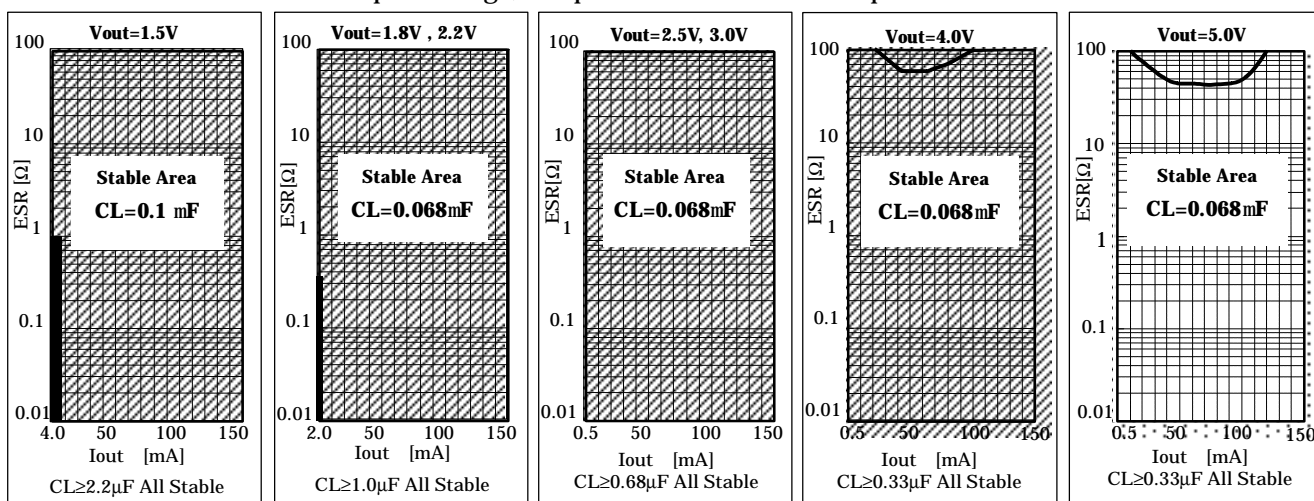 Vout=1.5V
100
10
1
0.1
0.01
ESR [Ω]
Stable Area
CL=0.1 mF
4.0 50 100 150
Iout [mA]
CL≥2.2µF All Stable
Vout=1.8V , 2.2V
100
10
1
0.1
0.01
ESR[Ω]
Stable Area
CL=0.068mF
2.0 50 100 150
Iout [mA]
CL≥1.0µF All Stable
Vout=2.5V, 3.0V
100
10
1
0.1
0.01
ESR[Ω]
Stable Area
CL=0.068mF
0.5 50 100 150
Iout [mA]
CL≥0.68µF All Stable
Vout=4.0V
100
10
1
0.1
0.01
ESR [Ω]
Stable Area
CL=0.068mF
0.5 50 100 150
Iout [mA]
CL≥0.33µF All Stable
Vout=5.0V
100
10
1
0.1
0.01
ESR[Ω]
Stable Area
CL=0.068mF
0.5 50 100 150
Iout [mA]
CL≥0.33µF All Stable